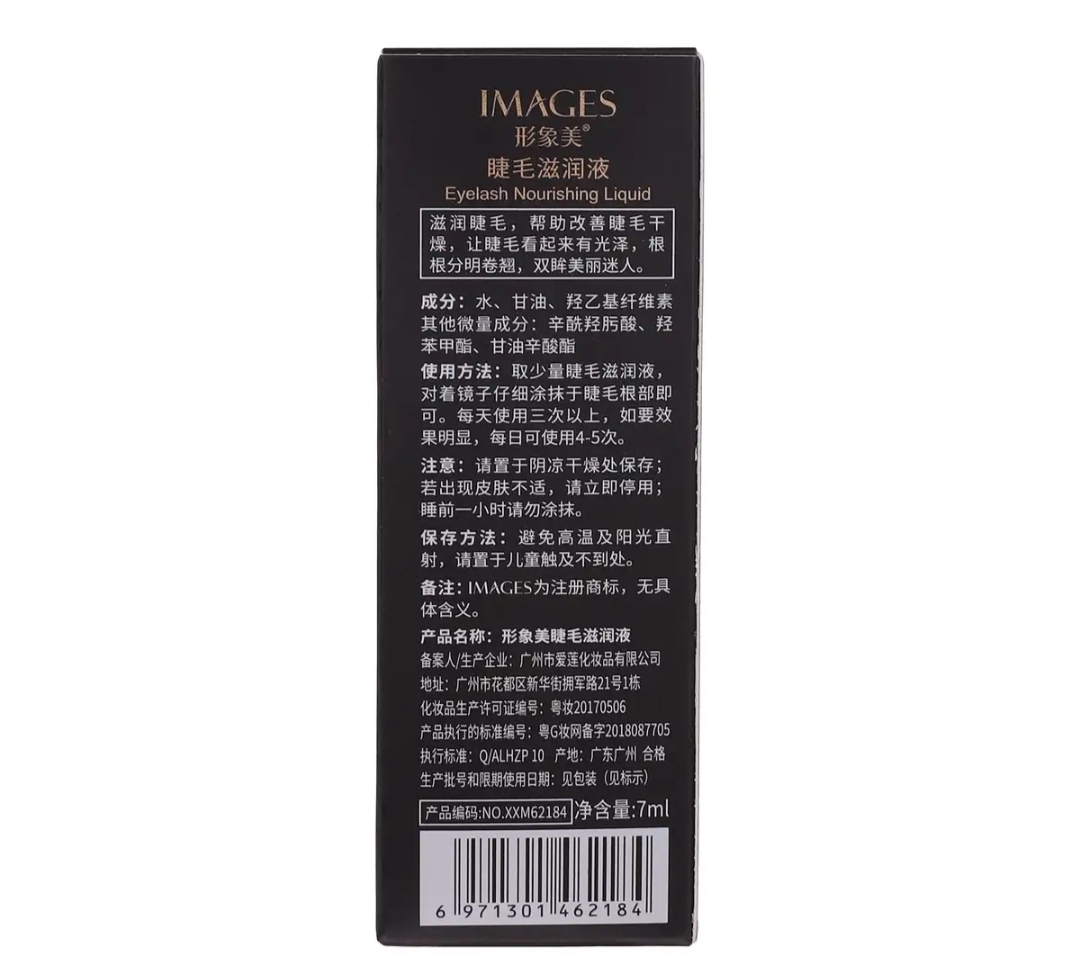 IMAGES
形象美®
睫毛滋润液
Eyelash Nourishing Liquid
滋润睫毛，帮助改善睫毛干
燥，让睫毛看起来有光泽，根
根分明卷翘，双眸美丽迷人。
成分：水、甘油、羟乙基纤维素
其他微量成分：辛酰羟肟酸、羟
苯甲酯、甘油辛酸酯
使用方法：取少量睫毛滋润液，
对着镜子仔细涂抹于睫毛根部即
可。每天使用三次以上，如要效
果明显，每日可使用4-5次。
注意：请置于阴凉干燥处保存；
若出现皮肤不适，请立即停用；
睡前一小时请勿涂抹。
保存方法：避免高温及阳光直
射，请置于儿童触及不到处。
备注：IMAGES为注册商标，无具
体含义。
产品名称：形象美睫毛滋润液
备案人/生产企业：广州市爱莲化妆品有限公司
地址：广州市花都区新华街拥军路21号1栋
化妆品生产许可证编号：粤妆20170506
产品执行的标准编号：粤G妆网备字2018087705
执行标准：Q/ALHZP 10 产地：广东广州 合格
生产批号和限期使用日期：见包装（见标示）
产品编码:NO.XXM62184 净含量:7ml
6 971301 462184